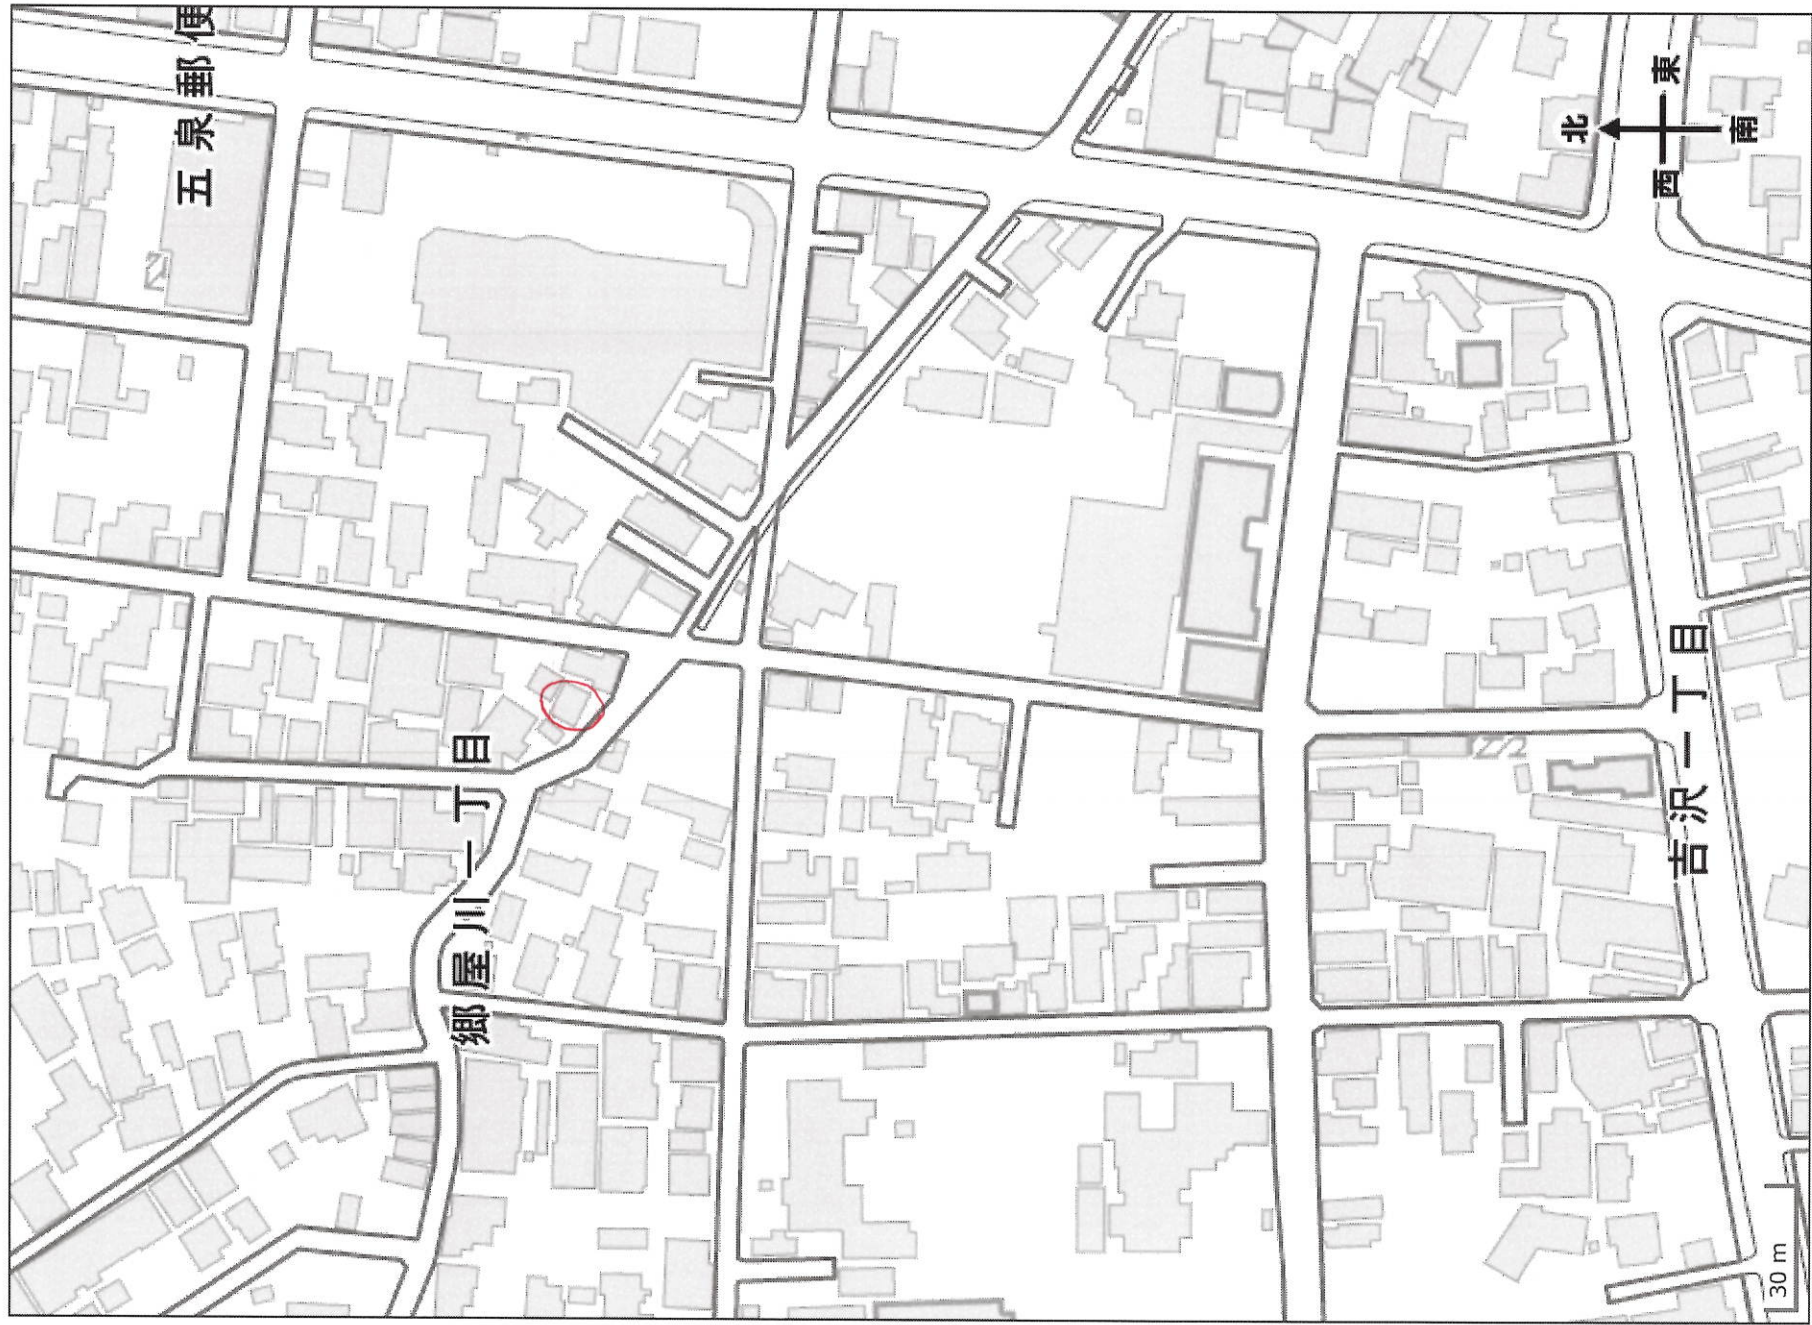 五泉郵便
郷屋川一丁目
北
西 東
吉沢一丁目
南
30 m